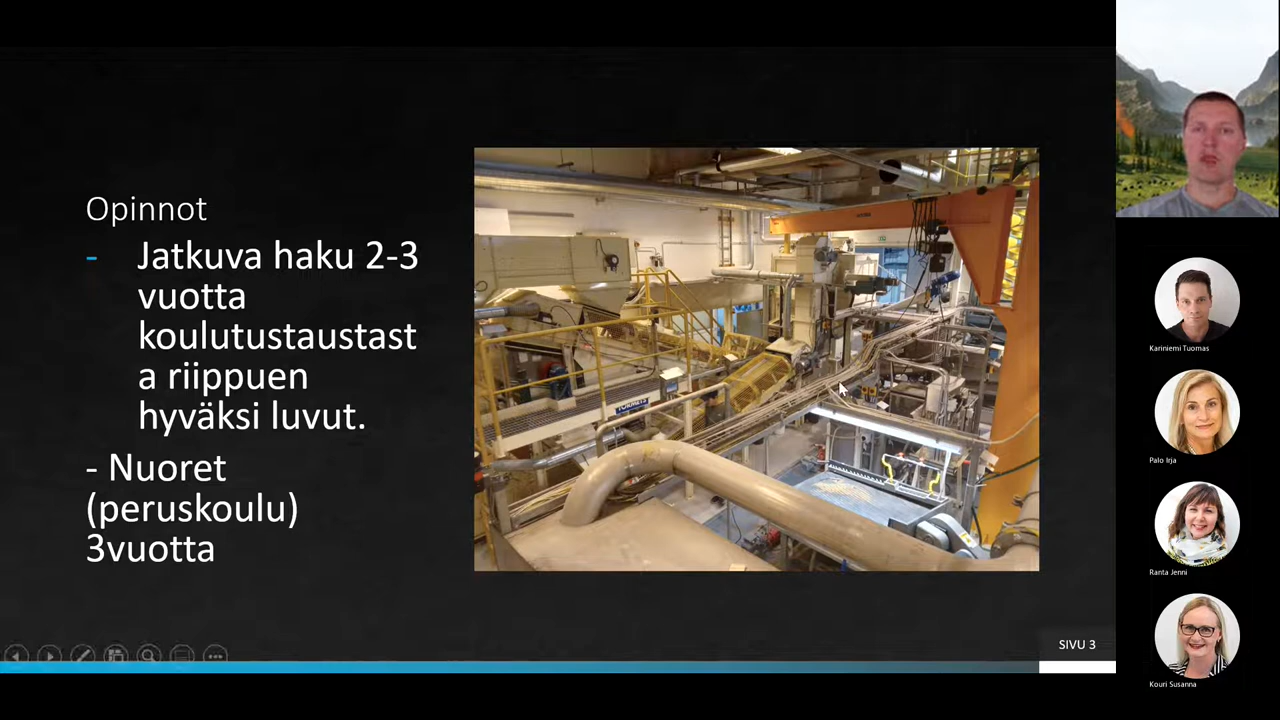 Opinnot
- Jatkuva haku 2-3
vuotta
koulutustaustast
a riippuen
hyväksi luvut.
- Nuoret
(peruskoulu)
3vuotta
SIVU 3
Kariniemi Tuomas
Palo Irja
Ranta Jenni
Kouri Susanna